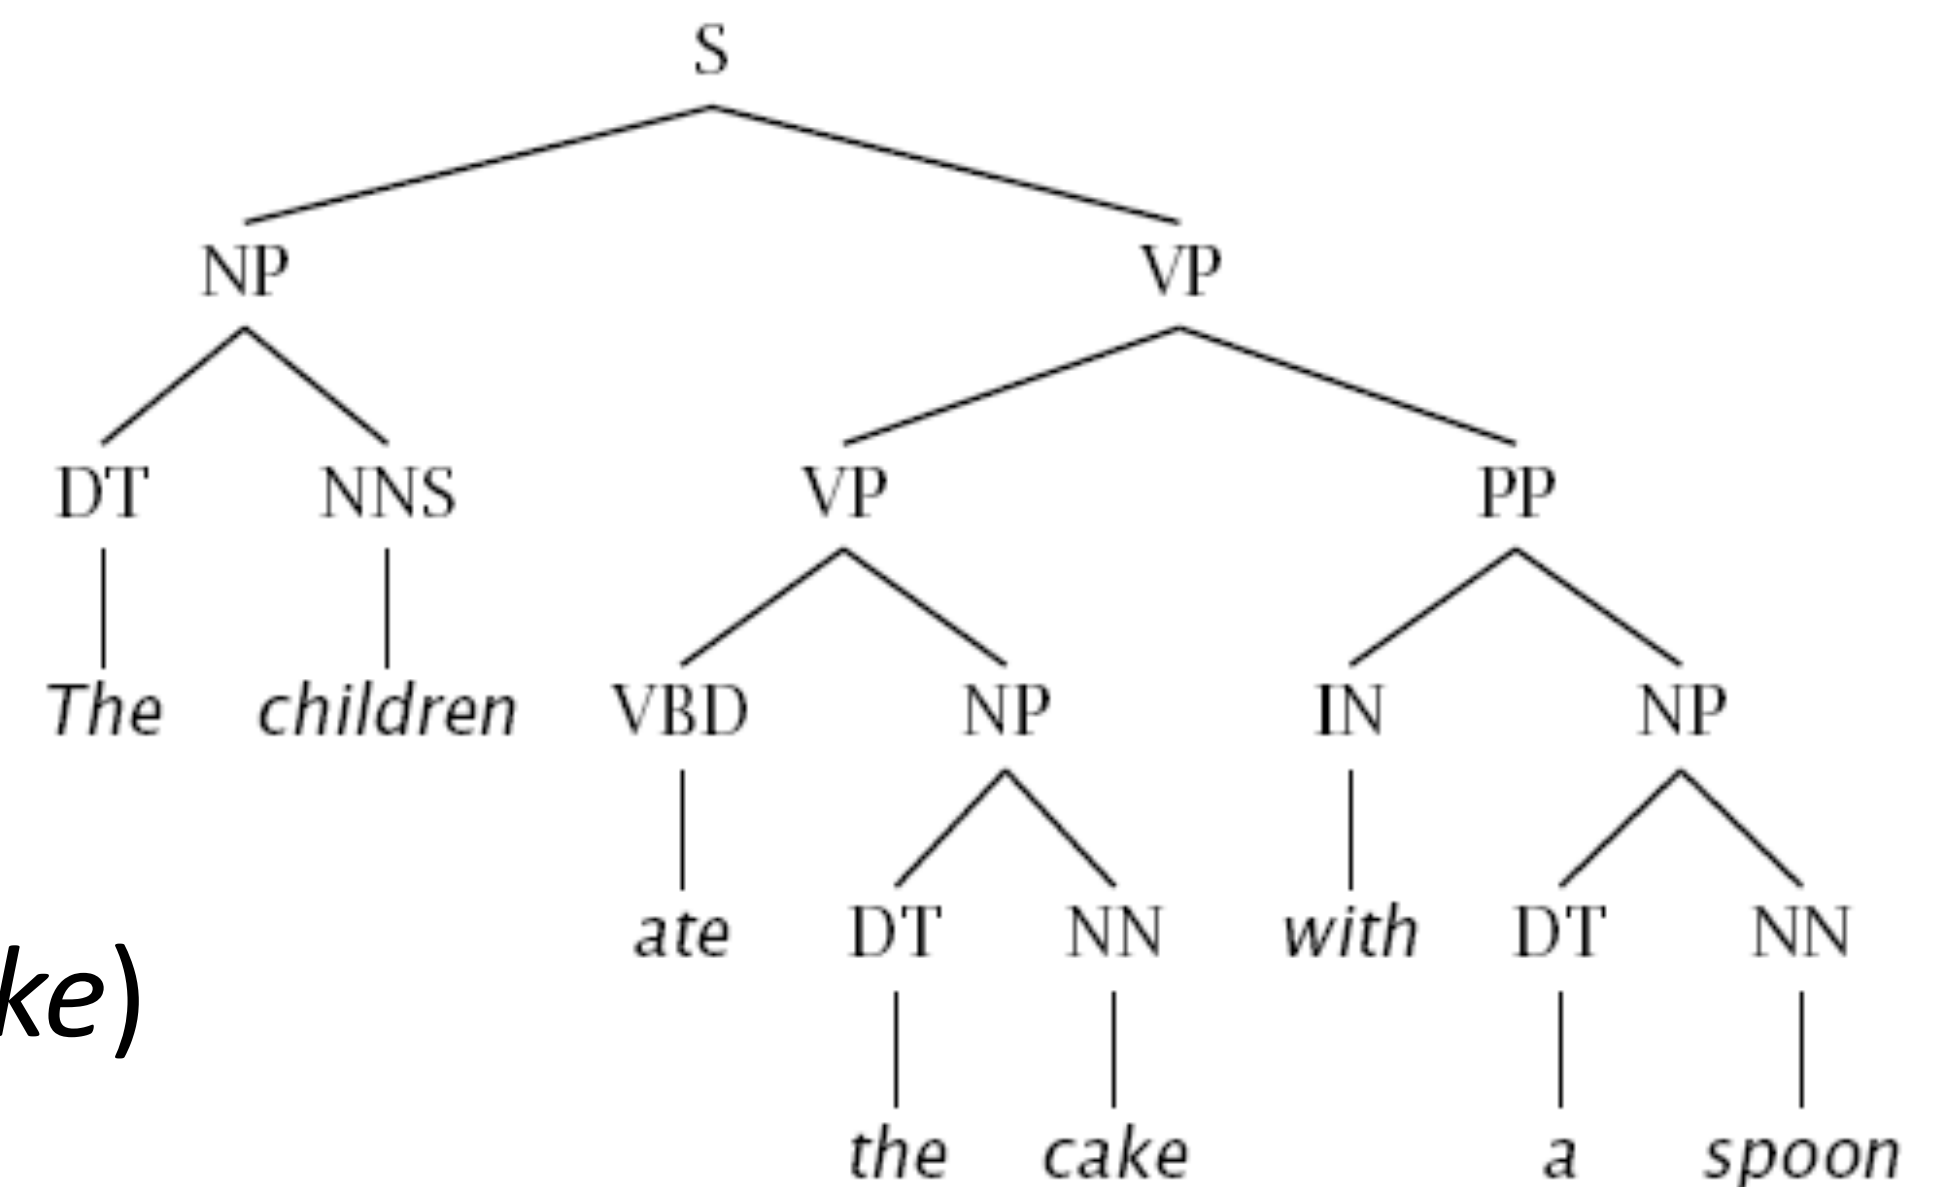 S
NP VP
DT NNS VP PP
The children VBD NP IN NP
ate DT NN with DT NN
ke)
the cake a spoon